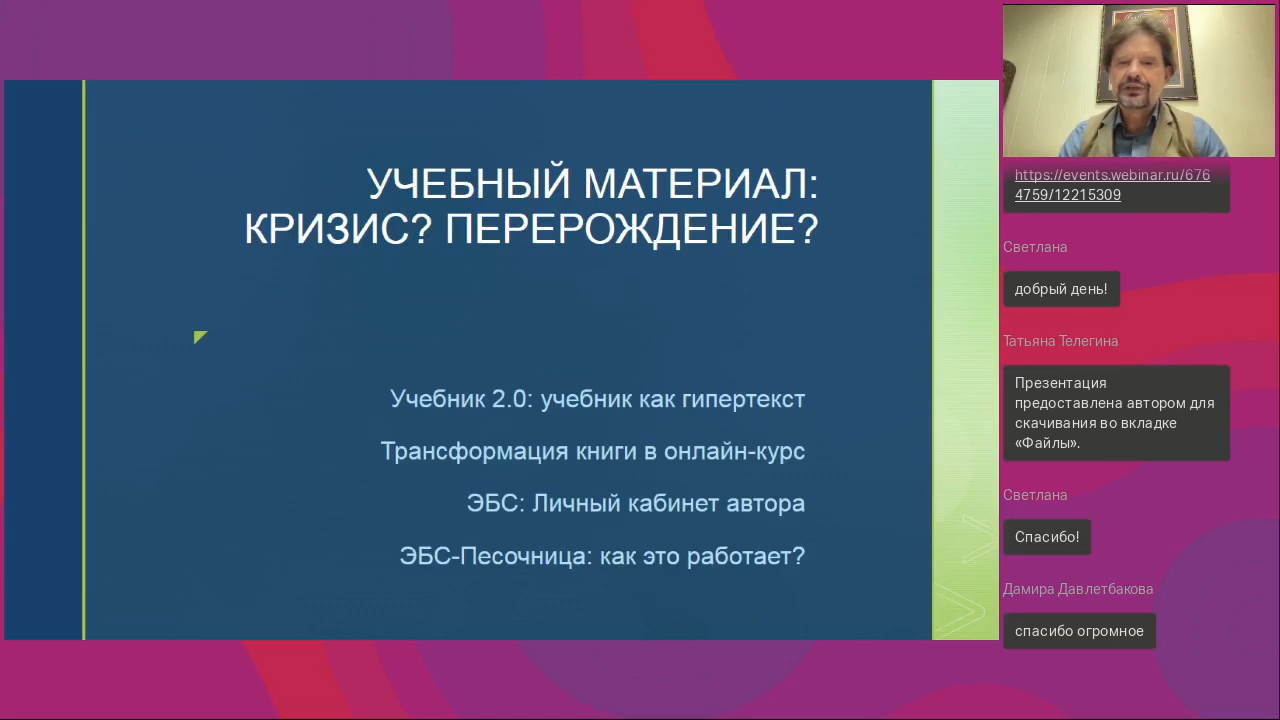 УЧЕБНЫЙ МАТЕРИАЛ:
КРИЗИС? ПЕРЕРОЖДЕНИЕ?
Учебник 2.0: учебник как гипертекст
Трансформация книги в онлайн-курс
ЭБС: Личный кабинет автора
ЭБС-Песочница: как это работает?
https://events.webinar.ru/676
4759/12215309
Светлана
добрый день!
Татьяна Телегина
Презентация
предоставлена автором для
скачивания во вкладке
«Файлы».
Светлана
Спасибо!
Дамира Давлетбакова
спасибо огромное